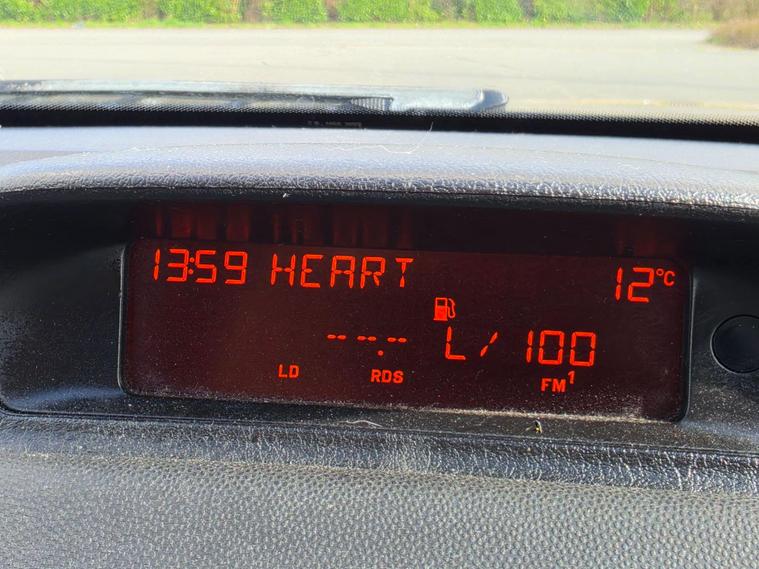 13:59 HEART 12°C
-- --.-- L/100
LD RDS FM1